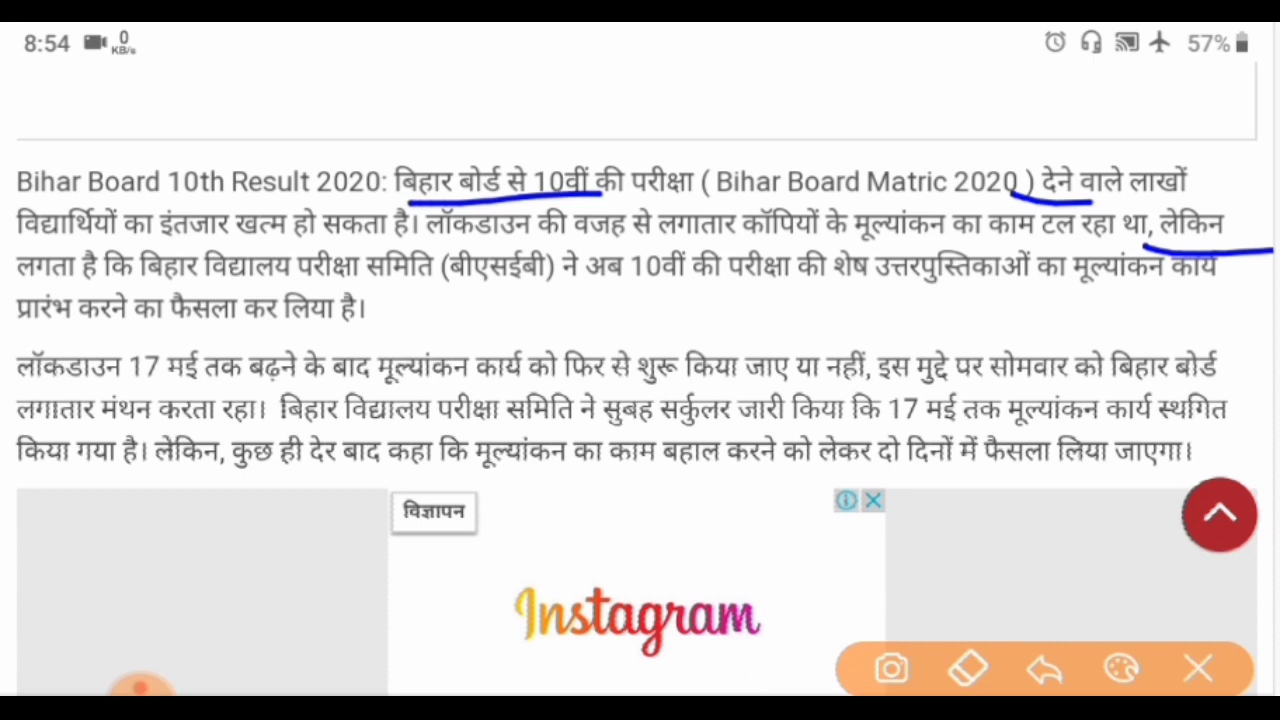 8:54 0 KB/s 57%
Bihar Board 10th Result 2020: बिहार बोर्ड से 10वीं की परीक्षा ( Bihar Board Matric 2020 ) देने वाले लाखों
विद्यार्थियों का इंतजार खत्म हो सकता है। लॉकडाउन की वजह से लगातार कॉपियों के मूल्यांकन का काम टल रहा था, लेकिन
लगता है कि बिहार विद्यालय परीक्षा समिति (बीएसईबी) ने अब 10वीं की परीक्षा की शेष उत्तरपुस्तिकाओं का मूल्यांकन कार्य
प्रारंभ करने का फैसला कर लिया है।
लॉकडाउन 17 मई तक बढ़ने के बाद मूल्यांकन कार्य को फिर से शुरू किया जाए या नहीं, इस मुद्दे पर सोमवार को बिहार बोर्ड
लगातार मंथन करता रहा। बिहार विद्यालय परीक्षा समिति ने सुबह सर्कुलर जारी किया कि 17 मई तक मूल्यांकन कार्य स्थगित
किया गया है। लेकिन, कुछ ही देर बाद कहा कि मूल्यांकन का काम बहाल करने को लेकर दो दिनों में फैसला लिया जाएगा।
विज्ञापन
Instagram